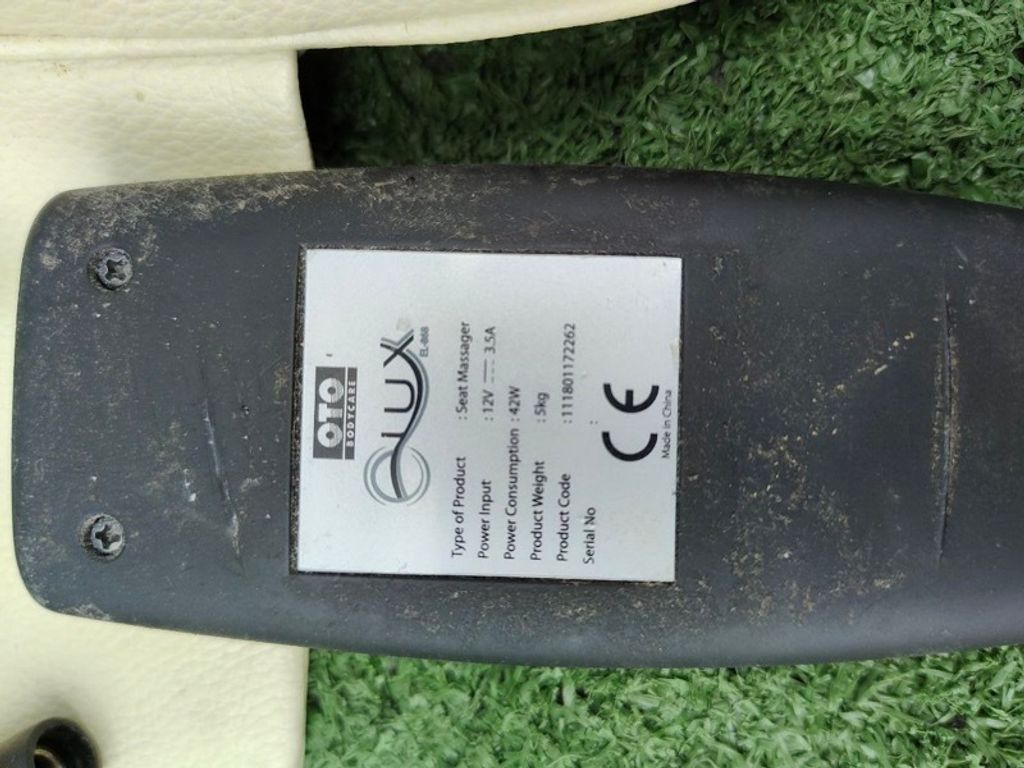 OTO
BODYCARE
eLUX
EL-868
Type of Product : Seat Massager
Power Input : 12V ⎓ 3.5A
Power Consumption : 42W
Product Weight : 5kg
Product Code : 111801172262
Serial No :
CE
Made in China